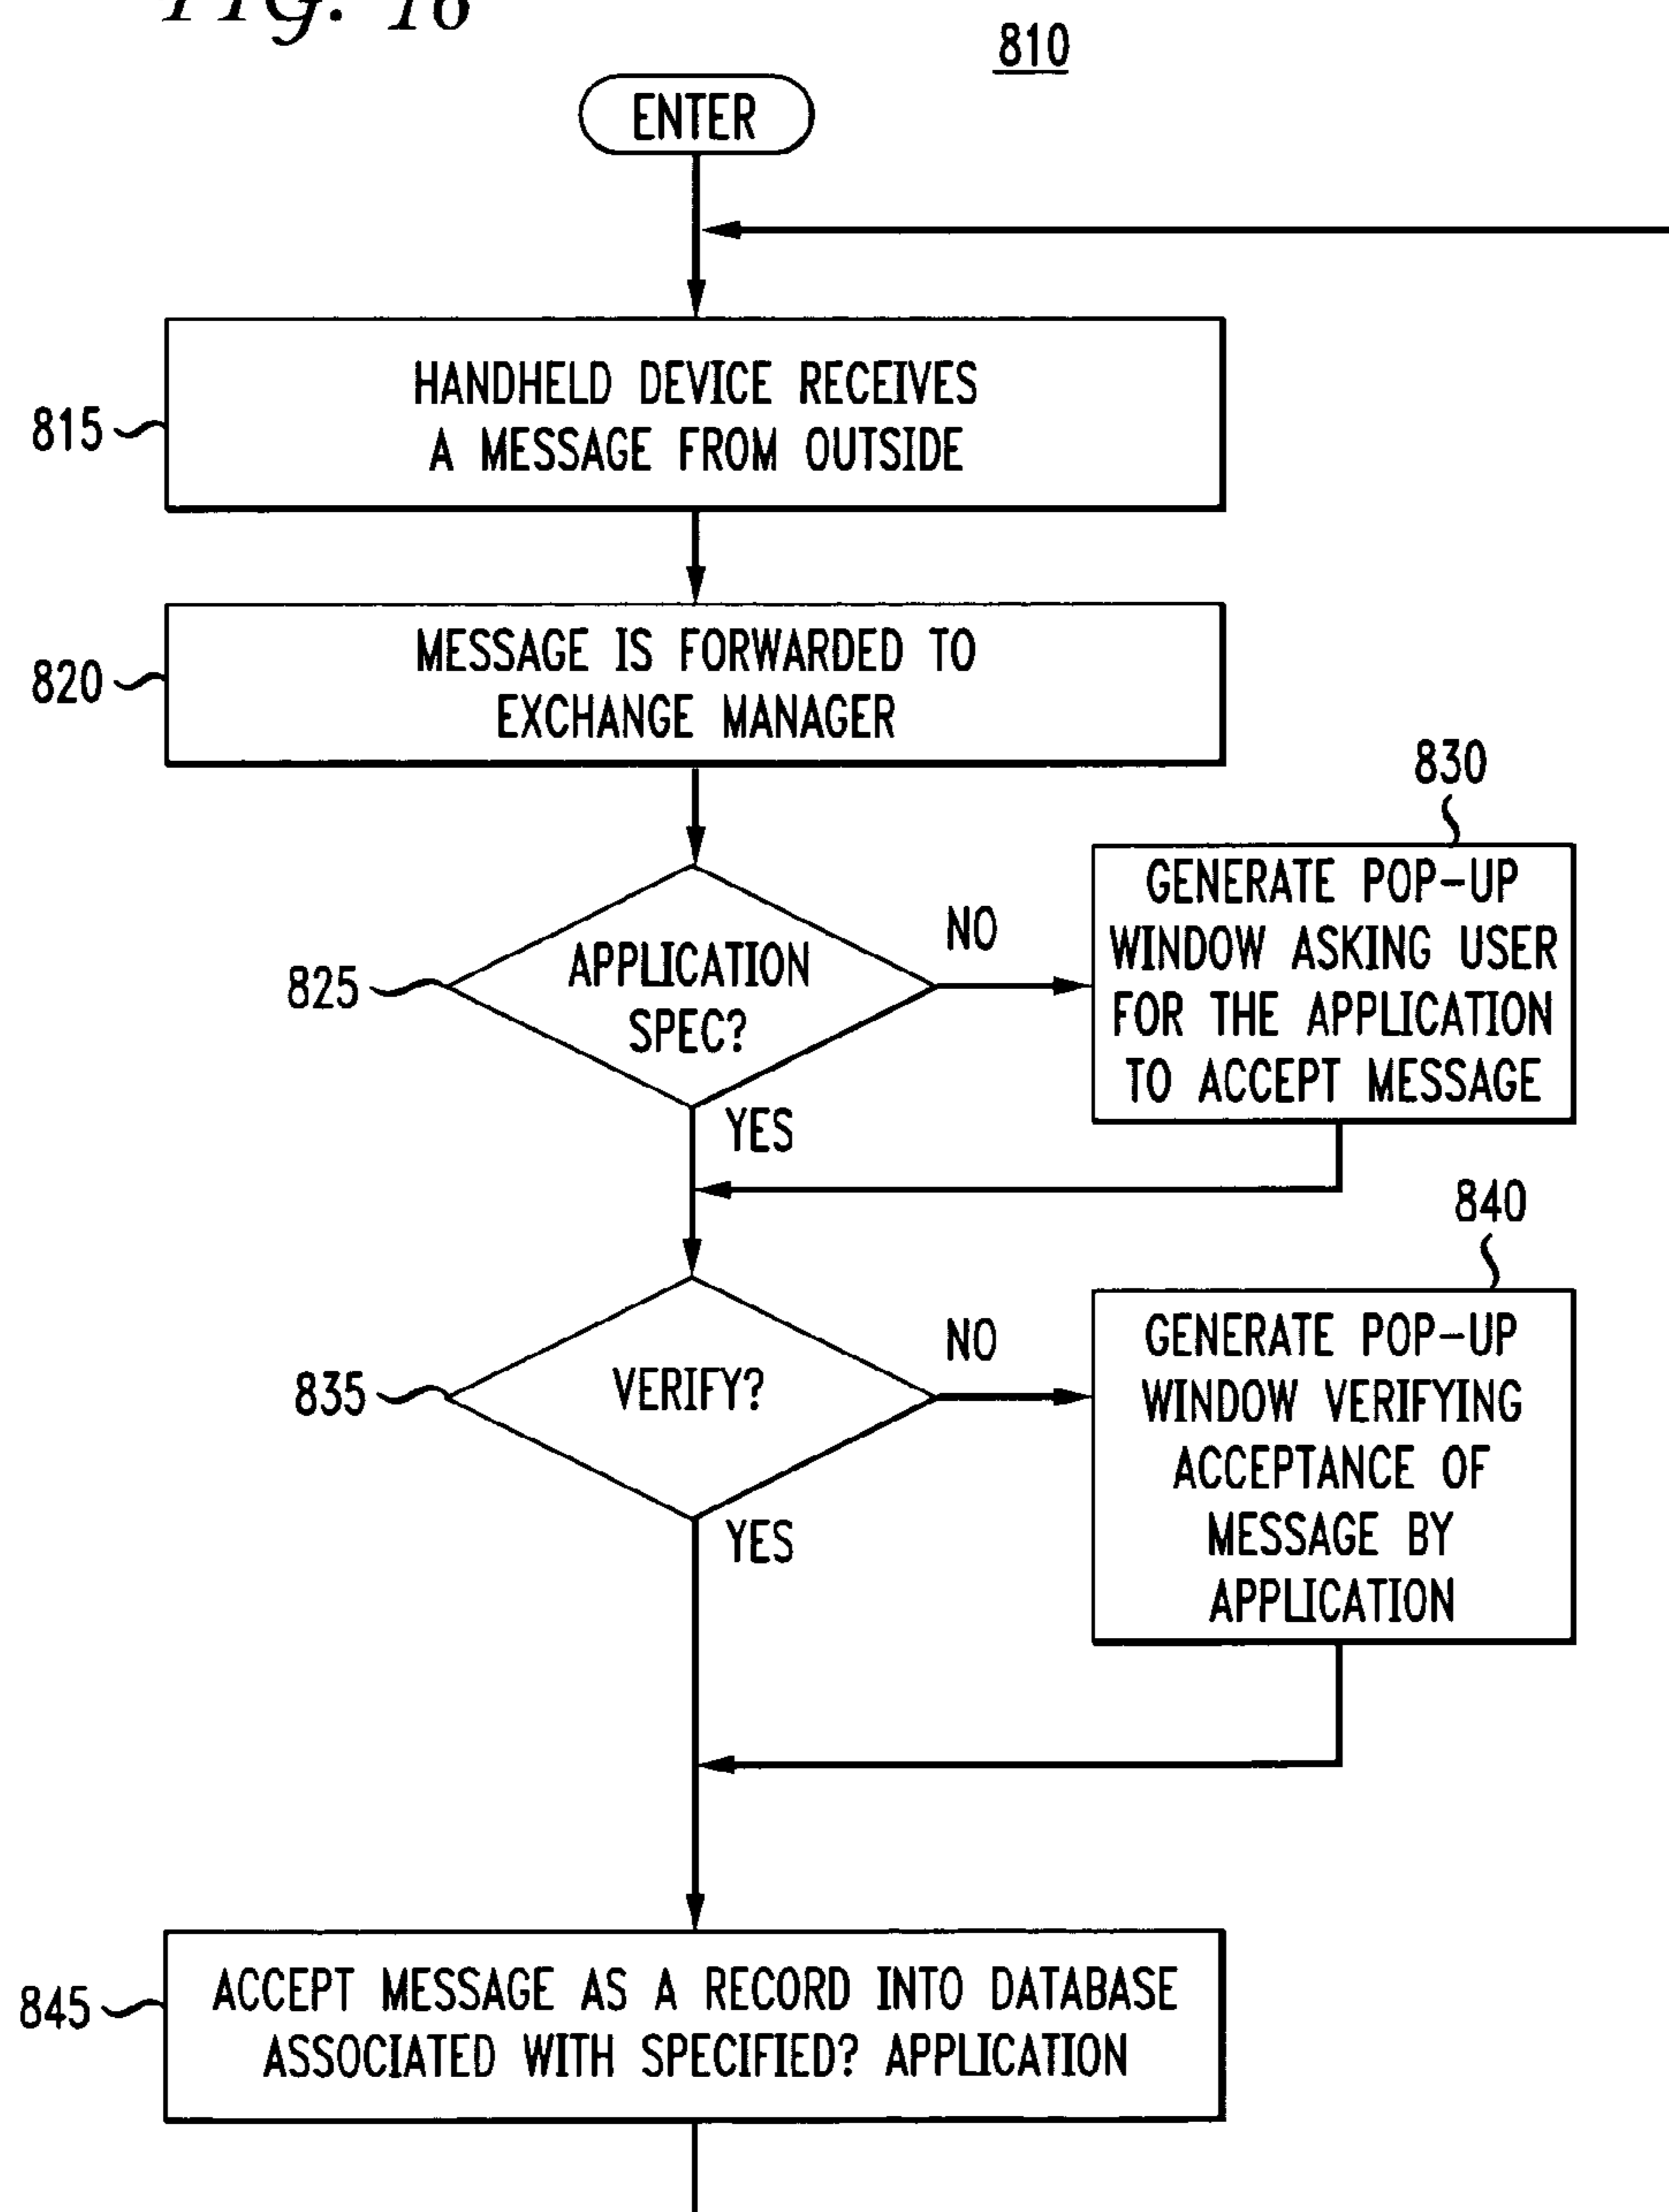 FIG. 18
810
ENTER
HANDHELD DEVICE RECEIVES
A MESSAGE FROM OUTSIDE
815
MESSAGE IS FORWARDED TO
EXCHANGE MANAGER
820
830
GENERATE POP-UP
WINDOW ASKING USER
FOR THE APPLICATION
TO ACCEPT MESSAGE
NO
APPLICATION
SPEC?
825
YES
840
GENERATE POP-UP
WINDOW VERIFYING
ACCEPTANCE OF
MESSAGE BY
APPLICATION
NO
VERIFY?
835
YES
ACCEPT MESSAGE AS A RECORD INTO DATABASE
ASSOCIATED WITH SPECIFIED? APPLICATION
845